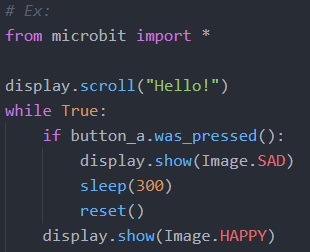 # Ex:
from microbit import *

display.scroll("Hello!")
while True:
    if button_a.was_pressed():
        display.show(Image.SAD)
        sleep(300)
        reset()
    display.show(Image.HAPPY)